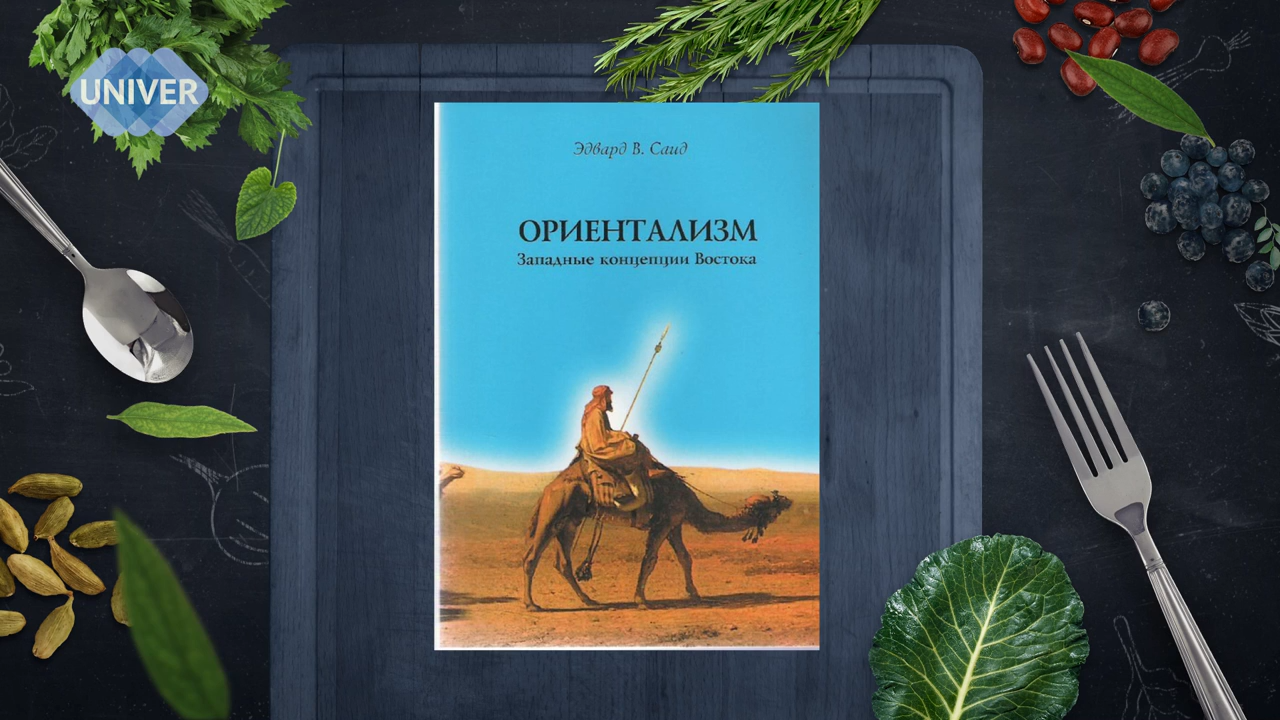 UNIVER
Эдвард В. Саид
ОРИЕНТАЛИЗМ
Западные концепции Востока